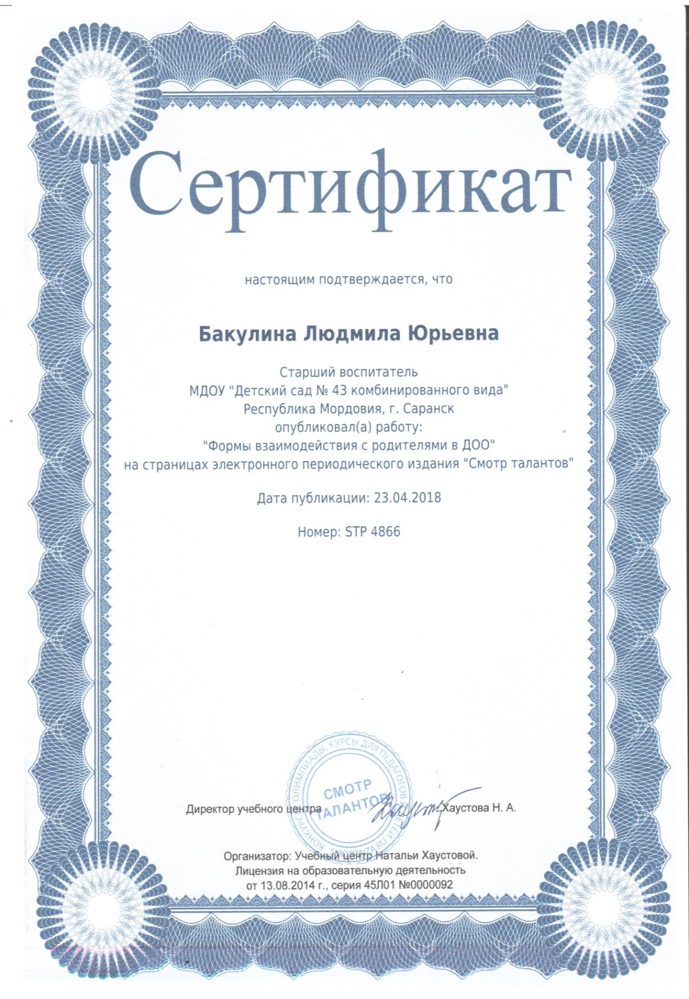 Сертификат
настоящим подтверждается, что
Бакулина Людмила Юрьевна
Старший воспитатель
МДОУ "Детский сад № 43 комбинированного вида"
Республика Мордовия, г. Саранск
опубликовал(а) работу:
"Формы взаимодействия с родителями в ДОО"
на страницах электронного периодического издания "Смотр талантов"
Дата публикации: 23.04.2018
Номер: STP 4866
КОНКУРСЫ, ОЛИМПИАДЫ, КУРСЫ ДЛЯ ПЕДАГОГОВ И ДЕТЕЙ
СМОТР
ТАЛАНТОВ
Директор учебного центра
Хаустова Н. А.
Организатор: Учебный центр Натальи Хаустовой.
Лицензия на образовательную деятельность
от 13.08.2014 г., серия 45Л01 №0000092